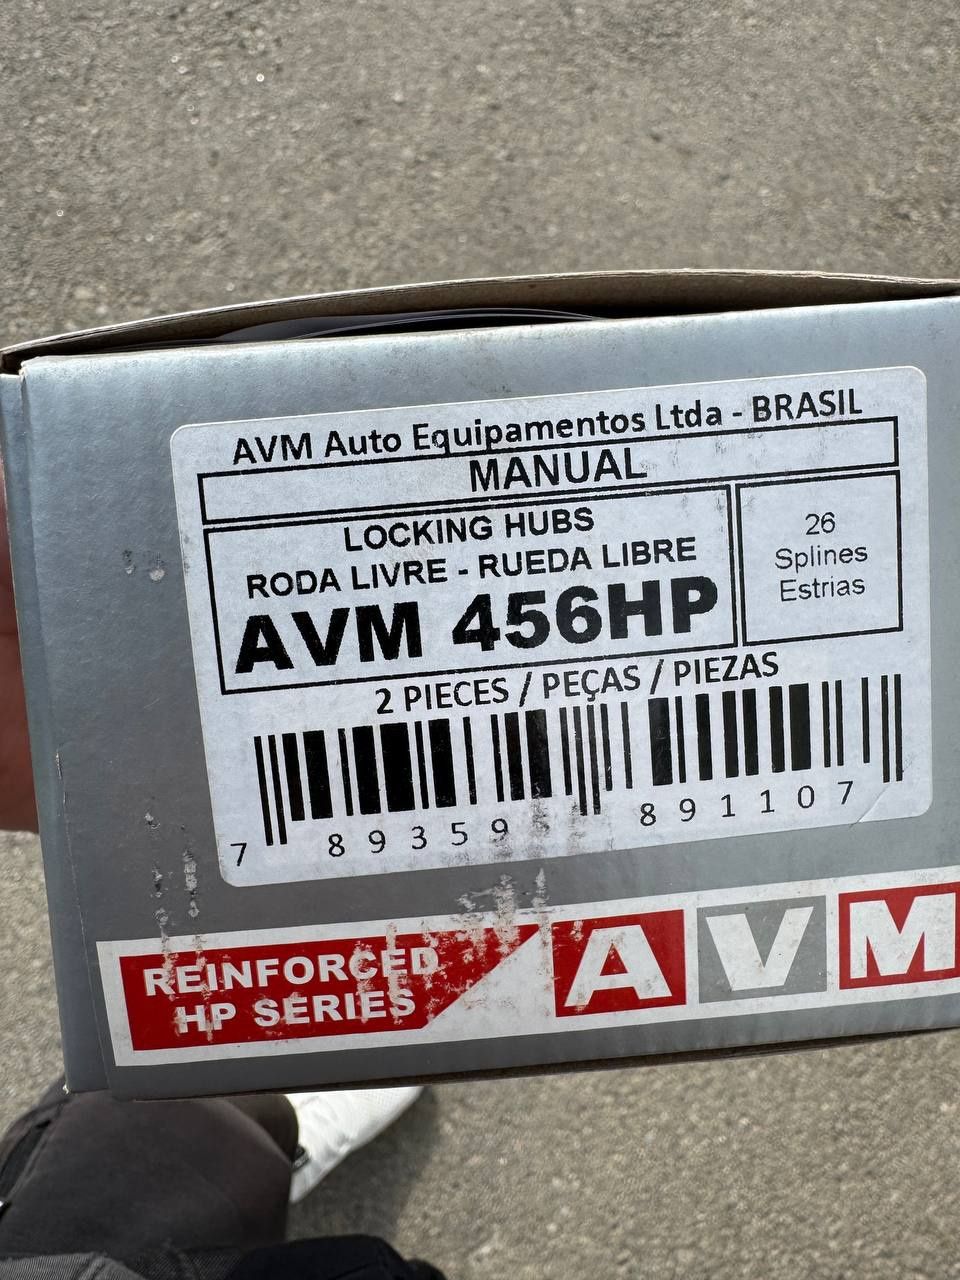 AVM Auto Equipamentos Ltda - BRASIL
MANUAL
LOCKING HUBS
RODA LIVRE - RUEDA LIBRE
AVM 456HP
26
Splines
Estrias
2 PIECES / PEÇAS / PIEZAS
7 89359 891107
REINFORCED
HP SERIES
AVM